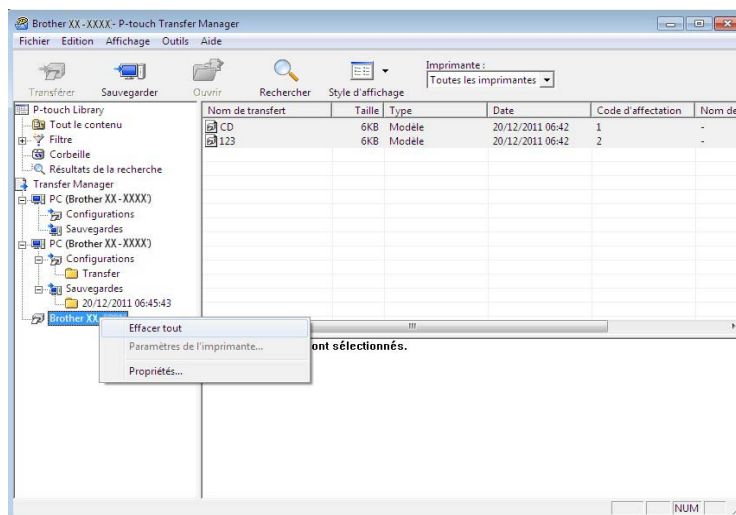 Brother XX-XXXX - P-touch Transfer Manager
Fichier Edition Affichage Outils Aide
Transférer Sauvegarder Ouvrir Rechercher Style d'affichage
Imprimante :
Toutes les imprimantes
P-touch Library
Tout le contenu
Filtre
Corbeille
Résultats de la recherche
Transfer Manager
PC (Brother XX-XXXX)
Configurations
Sauvegardes
PC (Brother XX-XXXX)
Configurations
Transfer
Sauvegardes
20/12/2011 06:45:43
Brother XX
Nom de transfert Taille Type Date Code d'affectation Nom de
CD 6KB Modèle 20/12/2011 06:42 1 -
123 6KB Modèle 20/12/2011 06:42 2 -
Effacer tout
Paramètres de l'imprimante...
Propriétés...
ont sélectionnés.
NUM